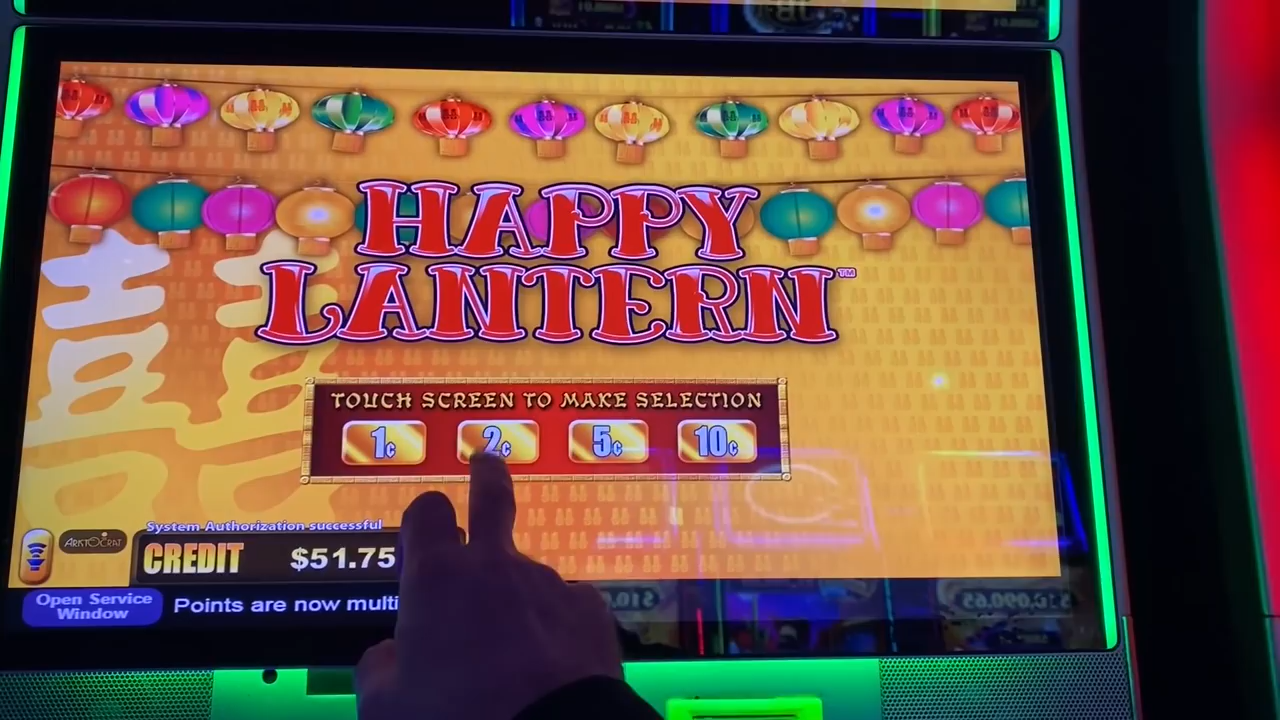 HAPPY
LANTERN™
TOUCH SCREEN TO MAKE SELECTION
1¢ 2¢ 5¢ 10¢
System Authorization successful
ARISTOCRAT
CREDIT $51.75
Open Service
Window
Points are now multi